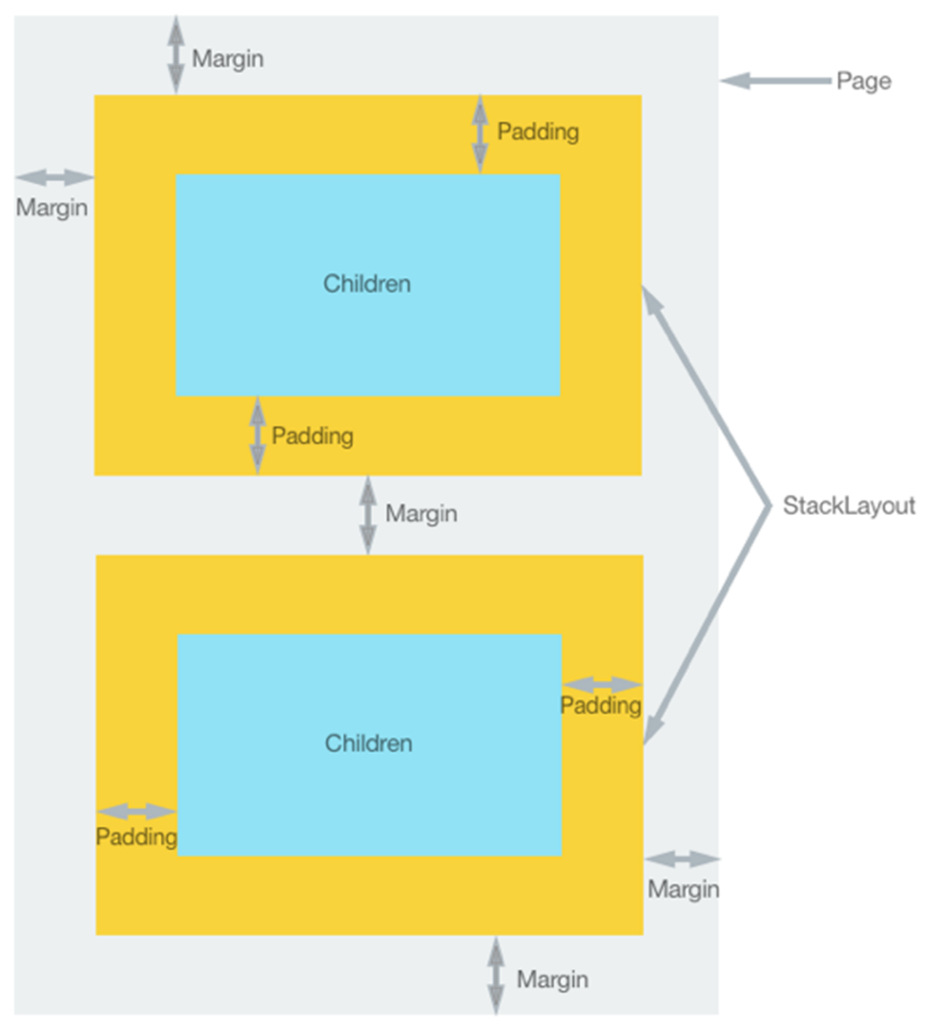 Margin
Page
Padding
Margin
Children
Padding
StackLayout
Margin
Padding
Children
Padding
Margin
Margin